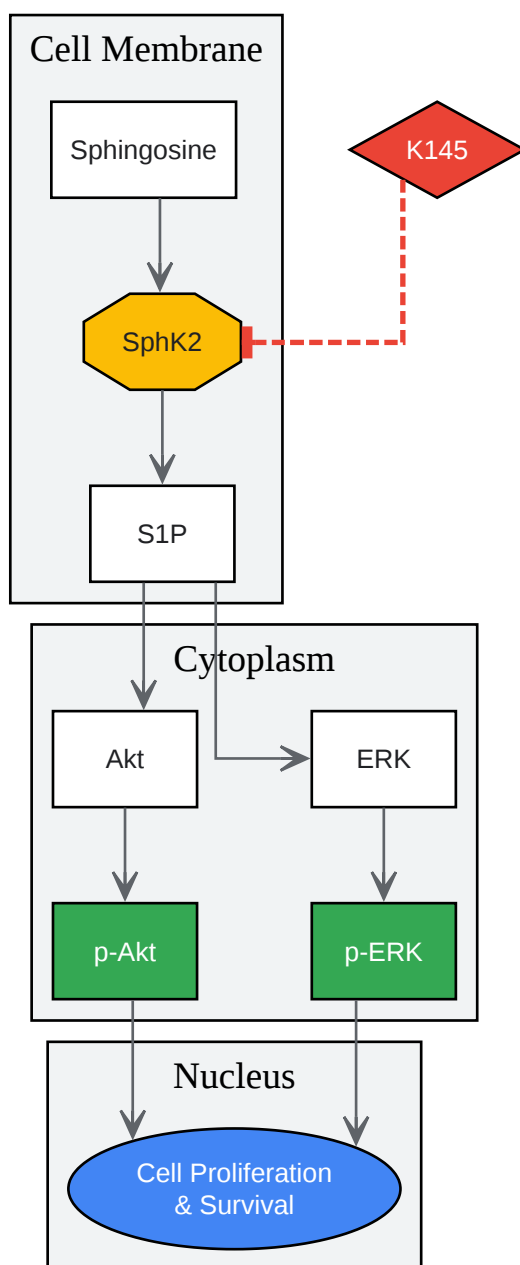 Cell Membrane
Sphingosine
K145
SphK2
S1P
Cytoplasm
Akt
ERK
p-Akt
p-ERK
Nucleus
Cell Proliferation
& Survival